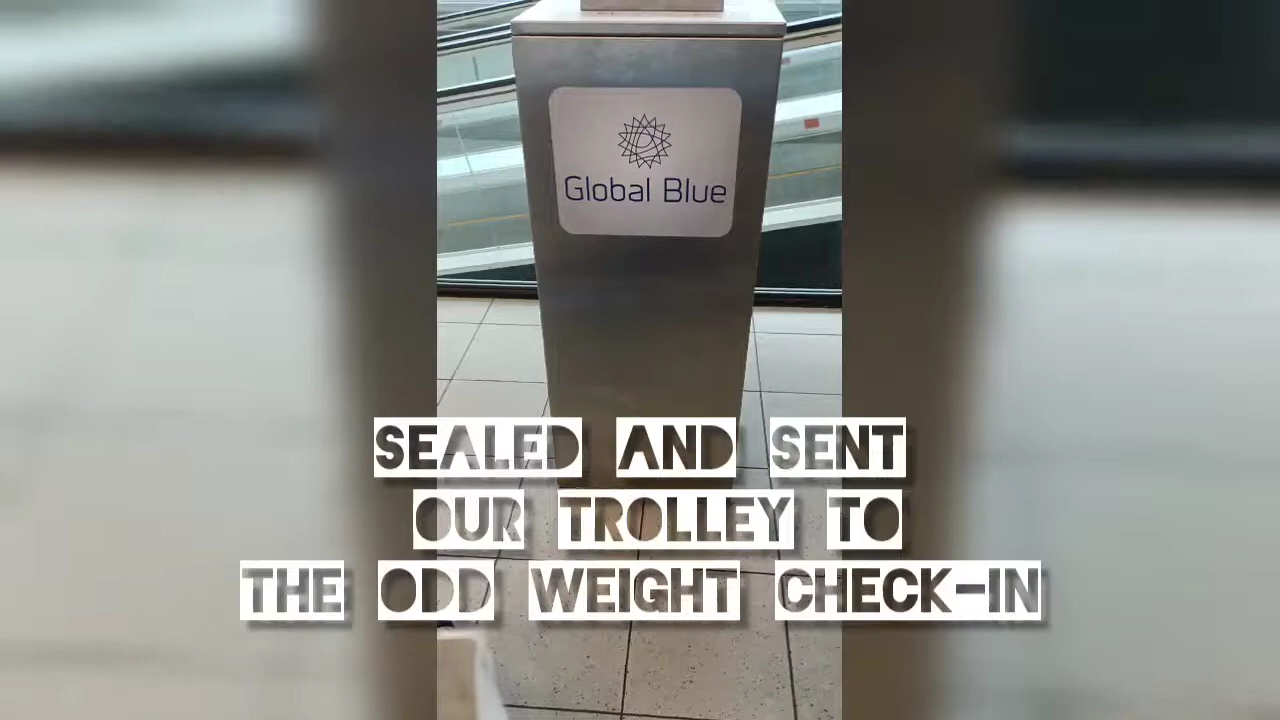 Global Blue
SEALED AND SENT
OUR TROLLEY TO
THE ODD WEIGHT CHECK-IN